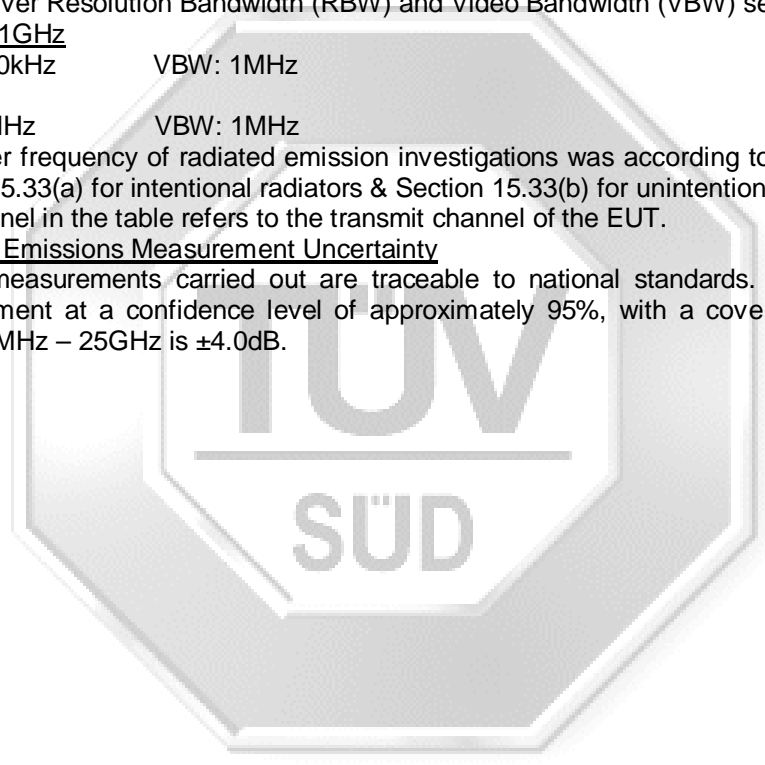 ver Resolution Bandwidth (RBW) and Video Bandwidth (VBW) se
1GHz
0kHz VBW: 1MHz
Hz VBW: 1MHz
er frequency of radiated emission investigations was according to
5.33(a) for intentional radiators & Section 15.33(b) for unintention
nel in the table refers to the transmit channel of the EUT.
Emissions Measurement Uncertainty
measurements carried out are traceable to national standards.
ment at a confidence level of approximately 95%, with a cove
MHz – 25GHz is ±4.0dB.
TÜV
SÜD